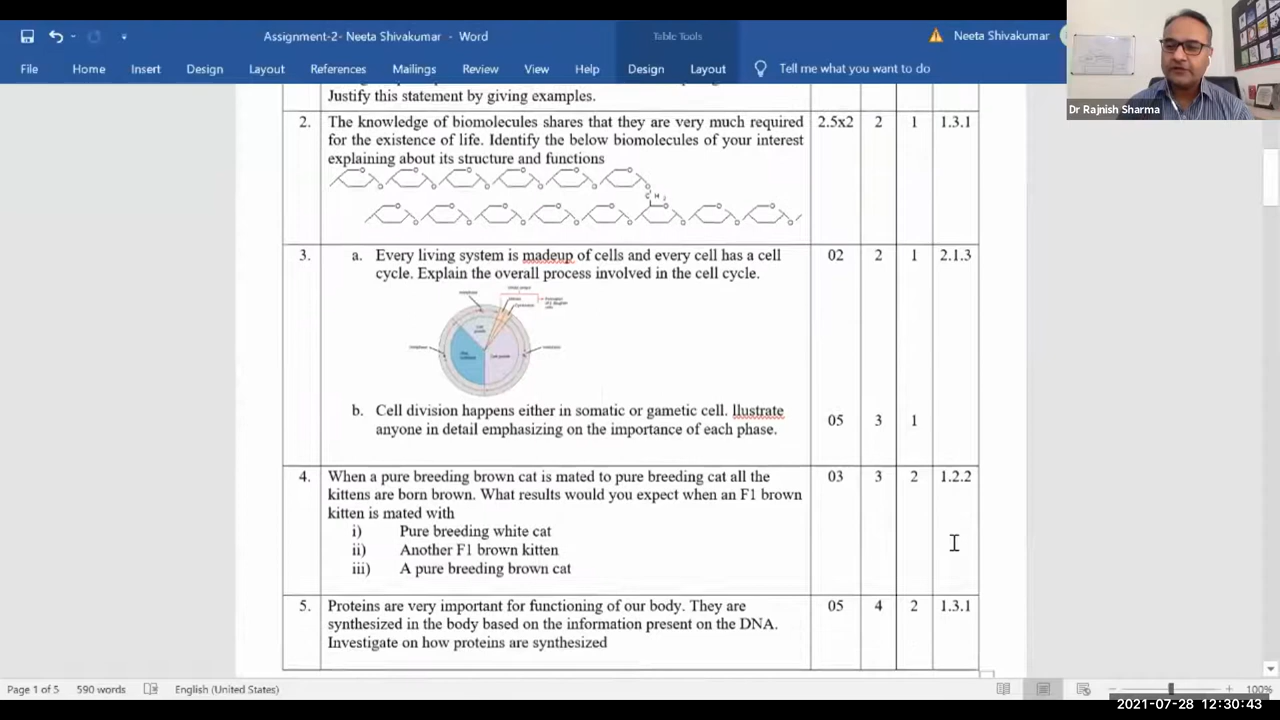 Assignment-2- Neeta Shivakumar - Word
Table Tools
Neeta Shivakumar
File Home Insert Design Layout References Mailings Review View Help Design Layout Tell me what you want to do
Dr Rajnish Sharma
Justify this statement by giving examples.
2. The knowledge of biomolecules shares that they are very much required 2.5x2 2 1 1.3.1
for the existence of life. Identify the below biomolecules of your interest
explaining about its structure and functions
3. a. Every living system is madeup of cells and every cell has a cell 02 2 1 2.1.3
cycle. Explain the overall process involved in the cell cycle.
b. Cell division happens either in somatic or gametic cell. llustrate 05 3 1
anyone in detail emphasizing on the importance of each phase.
4. When a pure breeding brown cat is mated to pure breeding cat all the 03 3 2 1.2.2
kittens are born brown. What results would you expect when an F1 brown
kitten is mated with
i) Pure breeding white cat
ii) Another F1 brown kitten
iii) A pure breeding brown cat
5. Proteins are very important for functioning of our body. They are 05 4 2 1.3.1
synthesized in the body based on the information present on the DNA.
Investigate on how proteins are synthesized
Page 1 of 5 590 words English (United States) 100%
2021-07-28 12:30:43